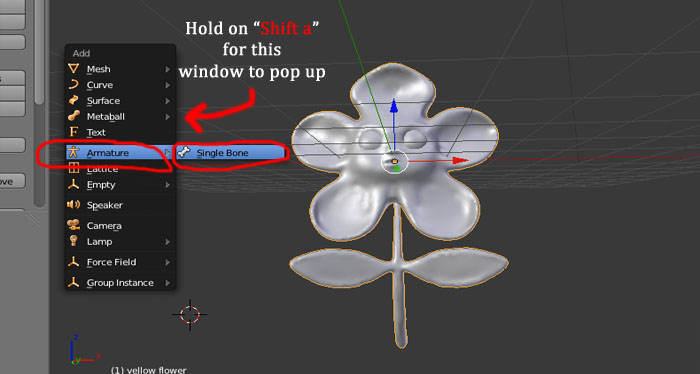 Hold on “Shift a”
for this
window to pop up
Add
Mesh
Curve
Surface
Metaball
Text
Armature
Single Bone
Lattice
Empty
Speaker
Camera
Lamp
Force Field
Group Instance
ove
z
x
y
(1) yellow flower